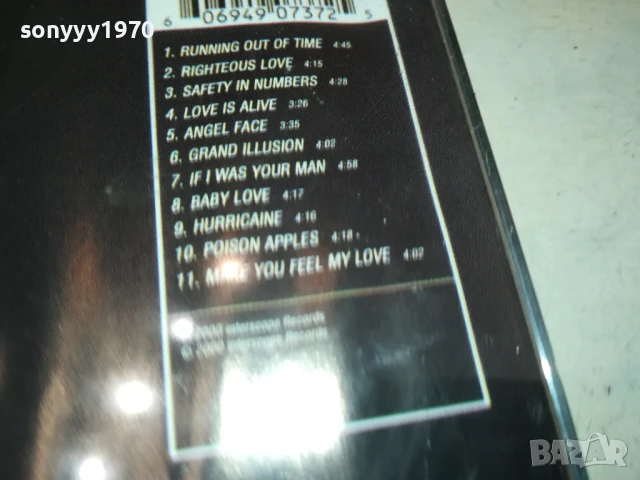 sonyyy1970
6 06949 07372 5
1. RUNNING OUT OF TIME 4:45
2. RIGHTEOUS LOVE 4:15
3. SAFETY IN NUMBERS 4:28
4. LOVE IS ALIVE 3:26
5. ANGEL FACE 3:35
6. GRAND ILLUSION 4:02
7. IF I WAS YOUR MAN 4:58
8. BABY LOVE 4:17
9. HURRICAINE 4:16
10. POISON APPLES 4:18
11. MAKE YOU FEEL MY LOVE 4:02
2000 Interscope Records
© 2000 Interscope Records
BAZAR